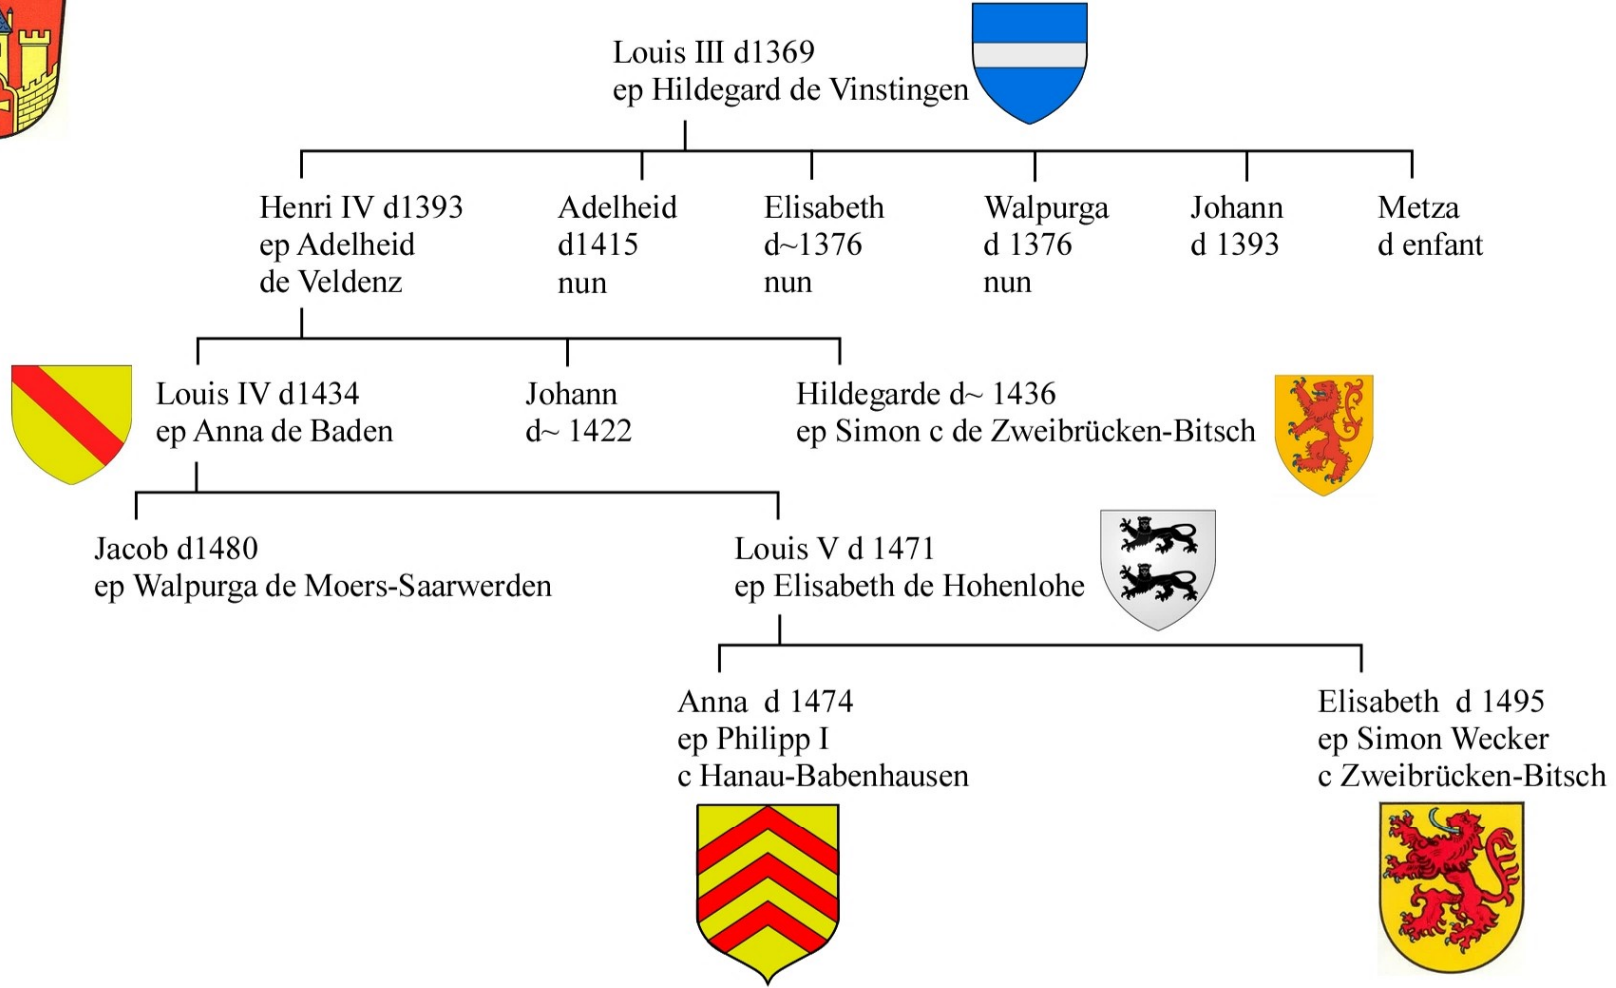 Louis III d1369
ep Hildegard de Vinstingen
Henri IV d1393
ep Adelheid
de Veldenz
Adelheid
d1415
nun
Elisabeth
d~1376
nun
Walpurga
d 1376
nun
Johann
d 1393
Metza
d enfant
Louis IV d1434
ep Anna de Baden
Johann
d~ 1422
Hildegarde d~ 1436
ep Simon c de Zweibrücken-Bitsch
Jacob d1480
ep Walpurga de Moers-Saarwerden
Louis V d 1471
ep Elisabeth de Hohenlohe
Anna d 1474
ep Philipp I
c Hanau-Babenhausen
Elisabeth d 1495
ep Simon Wecker
c Zweibrücken-Bitsch